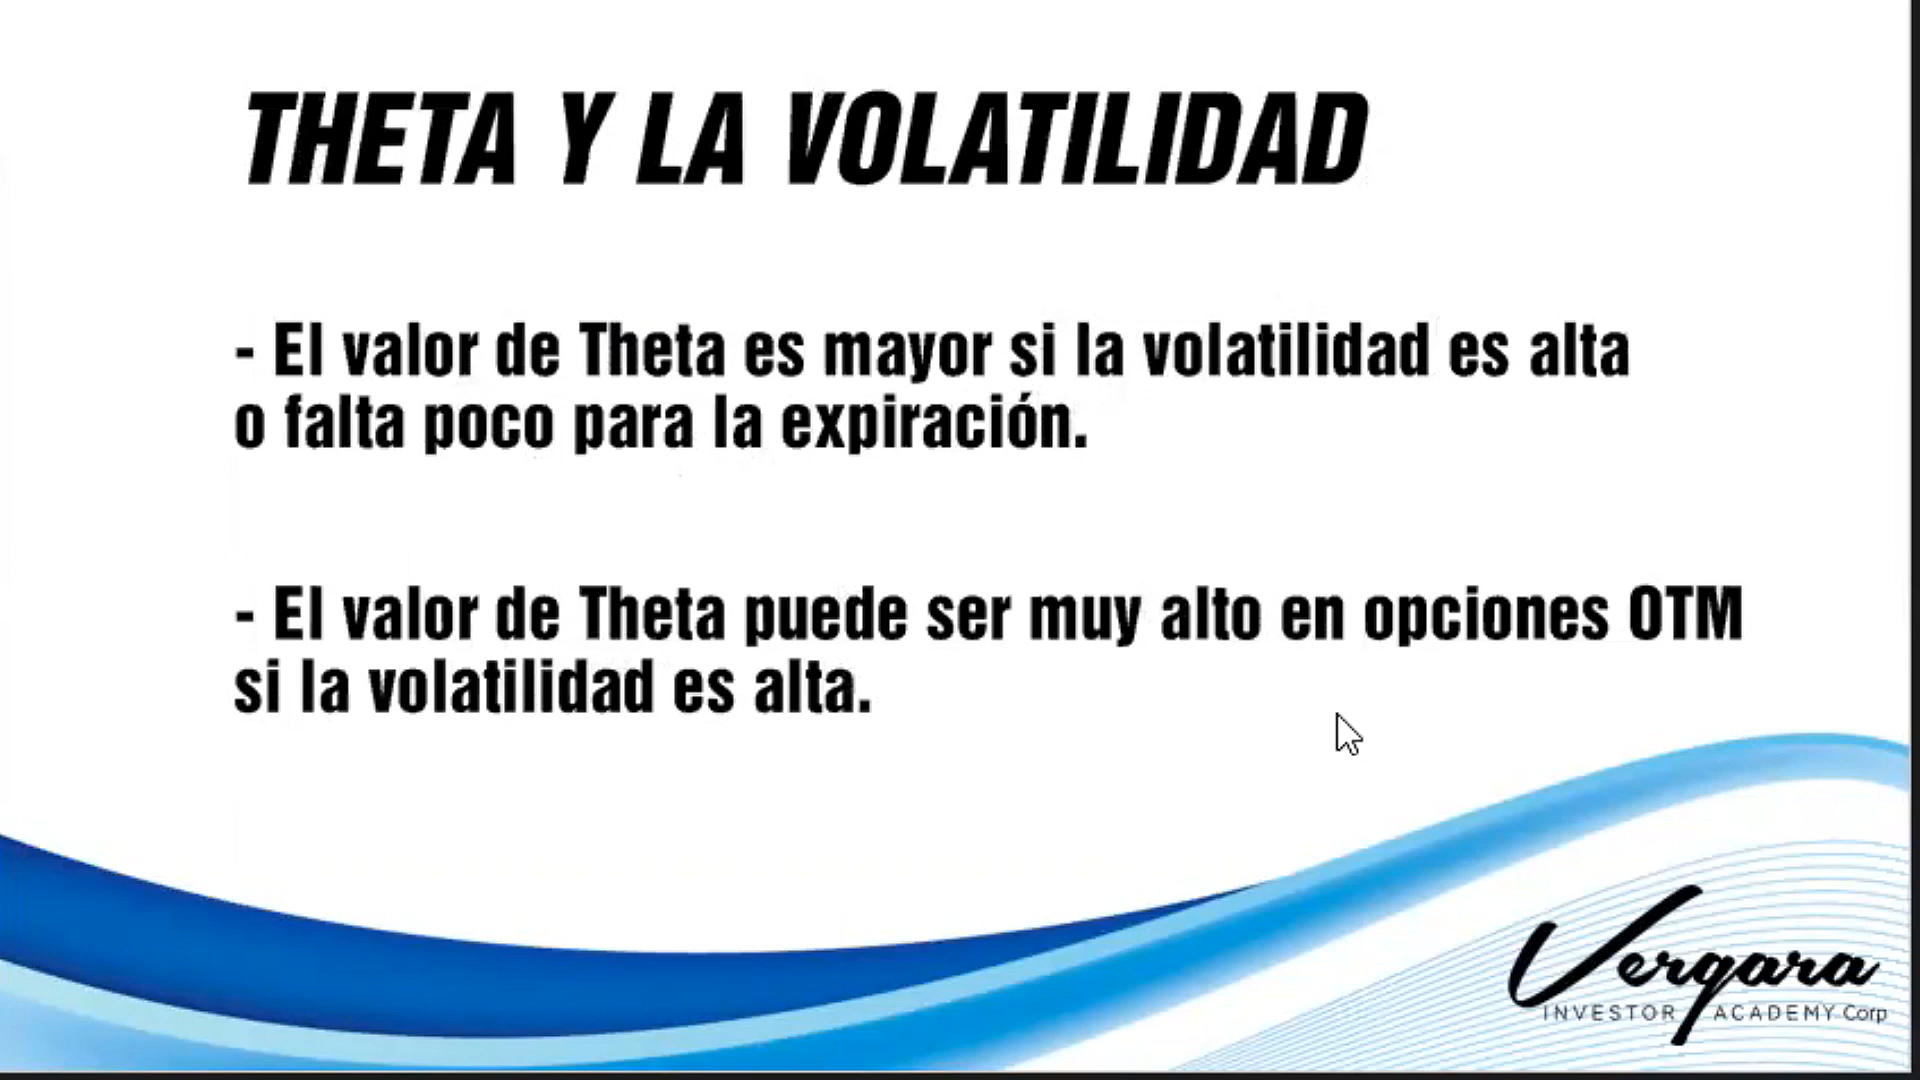 THETA Y LA VOLATILIDAD
- El valor de Theta es mayor si la volatilidad es alta
o falta poco para la expiración.
- El valor de Theta puede ser muy alto en opciones OTM
si la volatilidad es alta.
Vergara
INVESTOR ACADEMY Corp